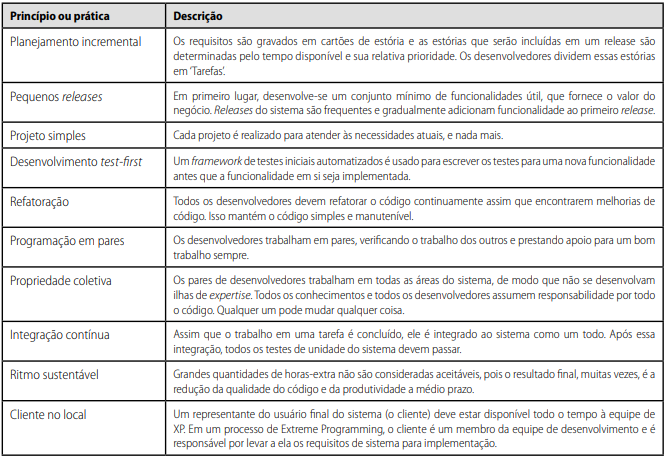 Princípio ou prática
Descrição
Planejamento incremental
Os requisitos são gravados em cartões de estória e as estórias que serão incluídas em um release são
determinadas pelo tempo disponível e sua relativa prioridade. Os desenvolvedores dividem essas estórias
em ‘Tarefas’.
Pequenos releases
Em primeiro lugar, desenvolve-se um conjunto mínimo de funcionalidades útil, que fornece o valor do
negócio. Releases do sistema são frequentes e gradualmente adicionam funcionalidade ao primeiro release.
Projeto simples
Cada projeto é realizado para atender às necessidades atuais, e nada mais.
Desenvolvimento test-first
Um framework de testes iniciais automatizados é usado para escrever os testes para uma nova funcionalidade
antes que a funcionalidade em si seja implementada.
Refatoração
Todos os desenvolvedores devem refatorar o código continuamente assim que encontrarem melhorias de
código. Isso mantém o código simples e manutenível.
Programação em pares
Os desenvolvedores trabalham em pares, verificando o trabalho dos outros e prestando apoio para um bom
trabalho sempre.
Propriedade coletiva
Os pares de desenvolvedores trabalham em todas as áreas do sistema, de modo que não se desenvolvam
ilhas de expertise. Todos os conhecimentos e todos os desenvolvedores assumem responsabilidade por todo
o código. Qualquer um pode mudar qualquer coisa.
Integração contínua
Assim que o trabalho em uma tarefa é concluído, ele é integrado ao sistema como um todo. Após essa
integração, todos os testes de unidade do sistema devem passar.
Ritmo sustentável
Grandes quantidades de horas-extra não são consideradas aceitáveis, pois o resultado final, muitas vezes, é a
redução da qualidade do código e da produtividade a médio prazo.
Cliente no local
Um representante do usuário final do sistema (o cliente) deve estar disponível todo o tempo à equipe de
XP. Em um processo de Extreme Programming, o cliente é um membro da equipe de desenvolvimento e é
responsável por levar a ela os requisitos de sistema para implementação.